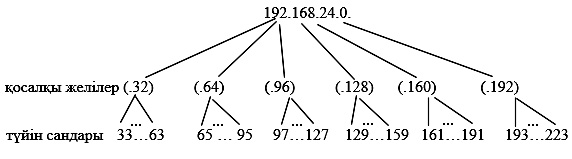 192.168.24.0.
қосалқы желілер (.32) (.64) (.96) (.128) (.160) (.192)
... ... ... ... ... ...
түйін сандары 33...63 65 ... 95 97...127 129...159 161...191 193...223